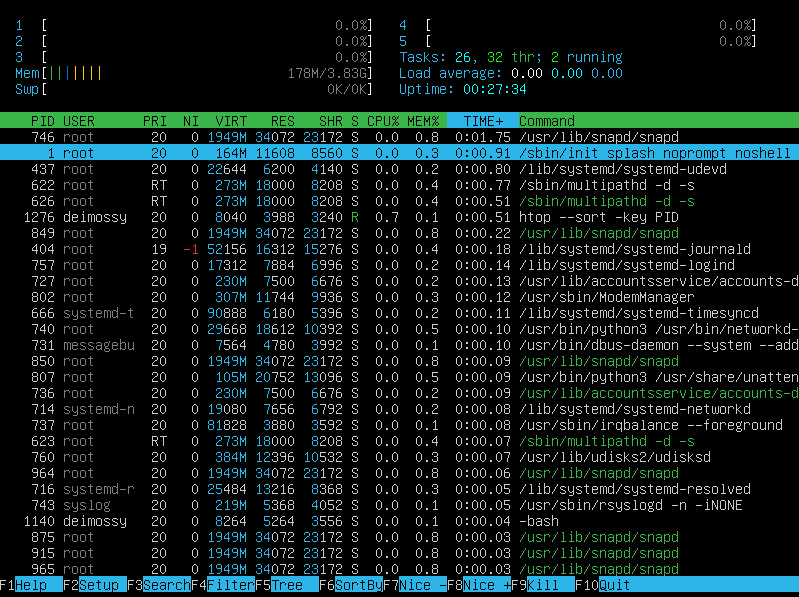 1 [ 0.0%] 4 [ 0.0%]
2 [ 0.0%] 5 [ 0.0%]
3 [ 0.0%] Tasks: 26, 32 thr; 2 running
Mem[||||||| 178M/3.83G] Load average: 0.00 0.00 0.00
Swp[ 0K/0K] Uptime: 00:27:34
PID USER PRI NI VIRT RES SHR S CPU% MEM% TIME+ Command
746 root 20 0 1949M 34072 23172 S 0.0 0.8 0:01.75 /usr/lib/snapd/snapd
1 root 20 0 164M 11608 8560 S 0.0 0.3 0:00.91 /sbin/init splash noprompt noshell
437 root 20 0 22644 6200 4140 S 0.0 0.2 0:00.80 /lib/systemd/systemd-udevd
622 root RT 0 273M 18000 8208 S 0.0 0.4 0:00.77 /sbin/multipathd -d -s
626 root RT 0 273M 18000 8208 S 0.0 0.4 0:00.51 /sbin/multipathd -d -s
1276 deimossy 20 0 8040 3988 3240 R 0.7 0.1 0:00.51 htop --sort -key PID
849 root 20 0 1949M 34072 23172 S 0.0 0.8 0:00.22 /usr/lib/snapd/snapd
404 root 19 -1 52156 16312 15276 S 0.0 0.4 0:00.18 /lib/systemd/systemd-journald
757 root 20 0 17312 7884 6996 S 0.0 0.2 0:00.14 /lib/systemd/systemd-logind
727 root 20 0 230M 7500 6676 S 0.0 0.2 0:00.13 /usr/lib/accountsservice/accounts-d
802 root 20 0 307M 11744 9936 S 0.0 0.3 0:00.12 /usr/sbin/ModemManager
666 systemd-t 20 0 90888 6180 5396 S 0.0 0.2 0:00.11 /lib/systemd/systemd-timesyncd
740 root 20 0 29668 18612 10392 S 0.0 0.5 0:00.10 /usr/bin/python3 /usr/bin/networkd-
731 messagebu 20 0 7564 4780 3992 S 0.0 0.1 0:00.10 /usr/bin/dbus-daemon --system --add
850 root 20 0 1949M 34072 23172 S 0.0 0.8 0:00.09 /usr/lib/snapd/snapd
807 root 20 0 105M 20752 13096 S 0.0 0.5 0:00.09 /usr/bin/python3 /usr/share/unatten
736 root 20 0 230M 7500 6676 S 0.0 0.2 0:00.09 /usr/lib/accountsservice/accounts-d
714 systemd-n 20 0 19080 7656 6792 S 0.0 0.2 0:00.08 /lib/systemd/systemd-networkd
737 root 20 0 81828 3880 3592 S 0.0 0.1 0:00.08 /usr/sbin/irqbalance --foreground
623 root RT 0 273M 18000 8208 S 0.0 0.4 0:00.07 /sbin/multipathd -d -s
760 root 20 0 384M 12396 10532 S 0.0 0.3 0:00.07 /usr/lib/udisks2/udisksd
964 root 20 0 1949M 34072 23172 S 0.0 0.8 0:00.06 /usr/lib/snapd/snapd
716 systemd-r 20 0 25484 13216 8368 S 0.0 0.3 0:00.05 /lib/systemd/systemd-resolved
743 syslog 20 0 219M 5368 4052 S 0.0 0.1 0:00.05 /usr/sbin/rsyslogd -n -iNONE
1140 deimossy 20 0 8264 5264 3556 S 0.0 0.1 0:00.04 -bash
875 root 20 0 1949M 34072 23172 S 0.0 0.8 0:00.05 /usr/lib/snapd/snapd
915 root 20 0 1949M 34072 23172 S 0.0 0.8 0:00.05 /usr/lib/snapd/snapd
965 root 20 0 1949M 34072 23172 S 0.0 0.8 0:00.05 /usr/lib/snapd/snapd
F1Help F2Setup F3SearchF4FilterF5Tree F6SortByF7Nice -F8Nice +F9Kill F10Quit